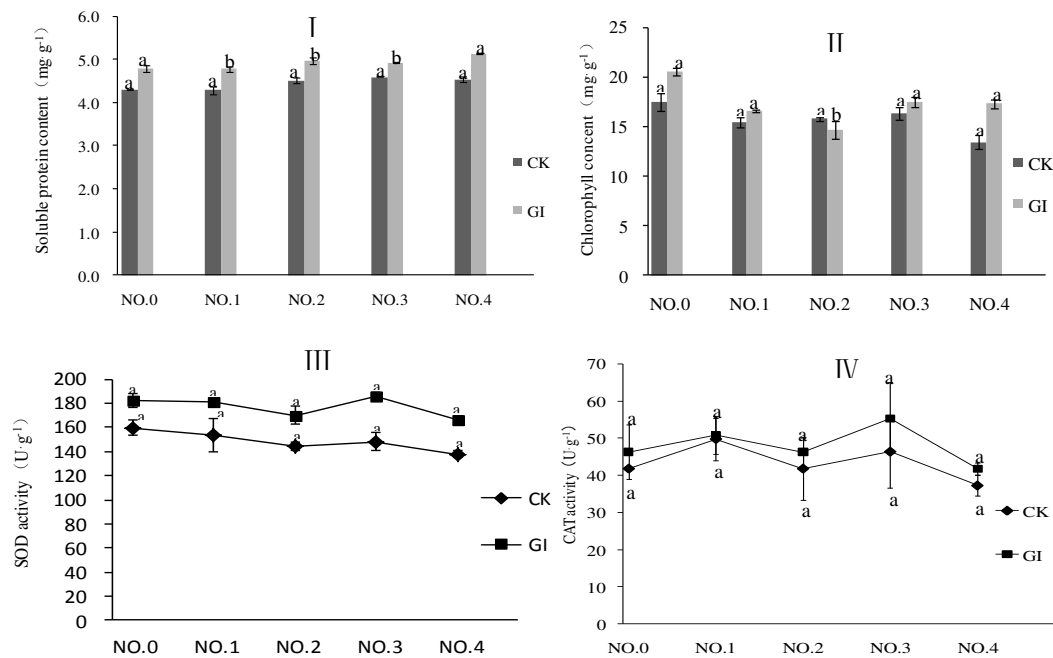 I
Soluble protein content（mg·g-1）
6.0
5.0
4.0
3.0
2.0
1.0
0.0
a a a b a b a b a a
CK
GI
NO.0 NO.1 NO.2 NO.3 NO.4
II
Chlorophyll concent（mg·g-1）
25
20
15
10
5
0
a a a a a b a a a a
CK
GI
NO.0 NO.1 NO.2 NO.3 NO.4
III
SOD activity（U·g-1）
200
180
160
140
120
100
80
60
40
20
0
a a a a a
a a a a a
CK
GI
NO.0 NO.1 NO.2 NO.3 NO.4
IV
CAT activity（U·g-1）
70
60
50
40
30
20
10
0
a a a a a
a a a a a
CK
GI
NO.0 NO.1 NO.2 NO.3 NO.4